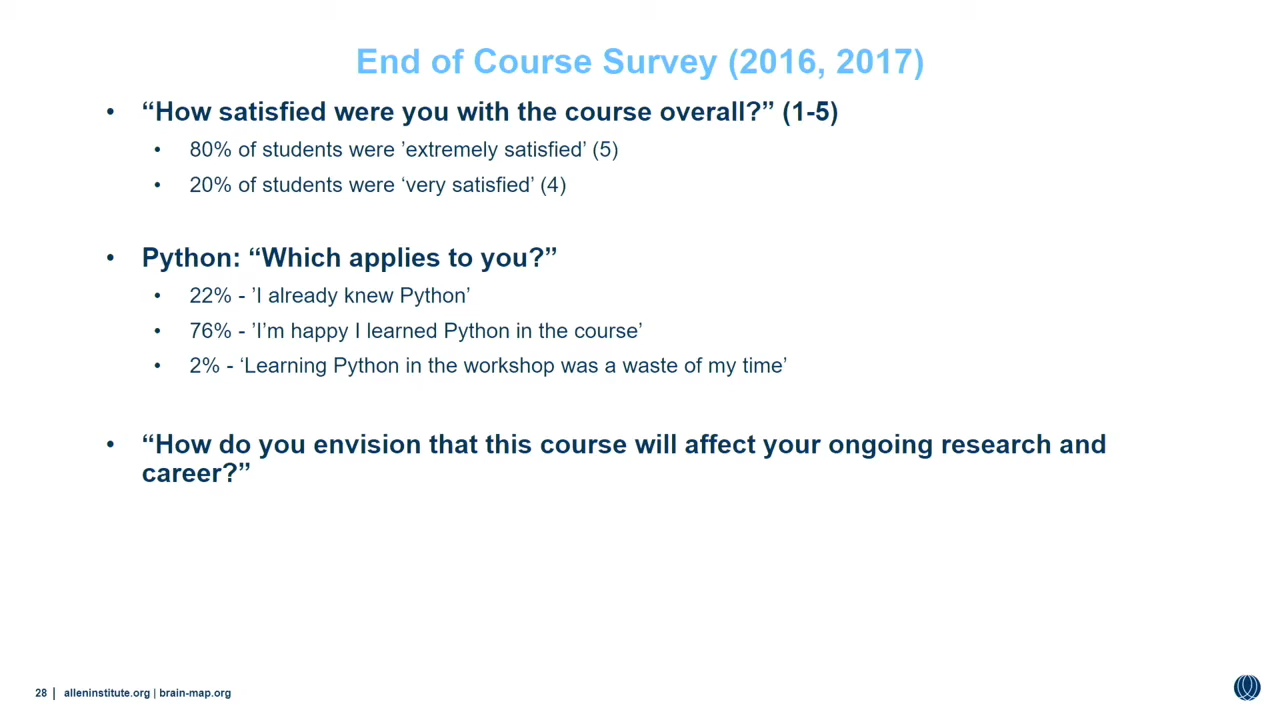 End of Course Survey (2016, 2017)
• “How satisfied were you with the course overall?” (1-5)
• 80% of students were ’extremely satisfied’ (5)
• 20% of students were ‘very satisfied’ (4)
• Python: “Which applies to you?”
• 22% - ’I already knew Python’
• 76% - ’I’m happy I learned Python in the course’
• 2% - ‘Learning Python in the workshop was a waste of my time’
• “How do you envision that this course will affect your ongoing research and
career?”
28 | alleninstitute.org | brain-map.org